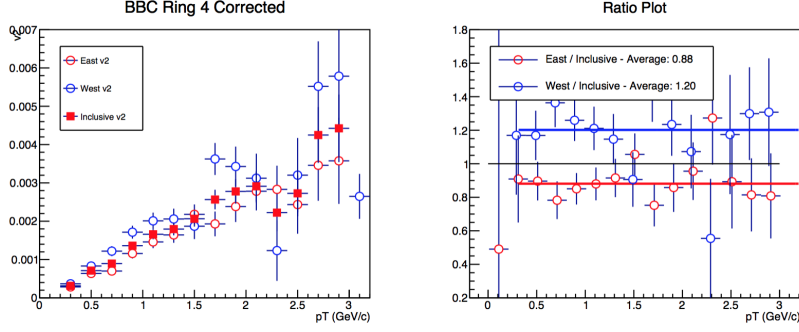 BBC Ring 4 Corrected
v2
0.007
0.006
0.005
0.004
0.003
0.002
0.001
0
East v2
West v2
Inclusive v2
0 0.5 1 1.5 2 2.5 3
pT (GeV/c)
Ratio Plot
1.8
1.6
1.4
1.2
1
0.8
0.6
0.4
0.2
East / Inclusive - Average: 0.88
West / Inclusive - Average: 1.20
0 0.5 1 1.5 2 2.5 3
pT (GeV/c)